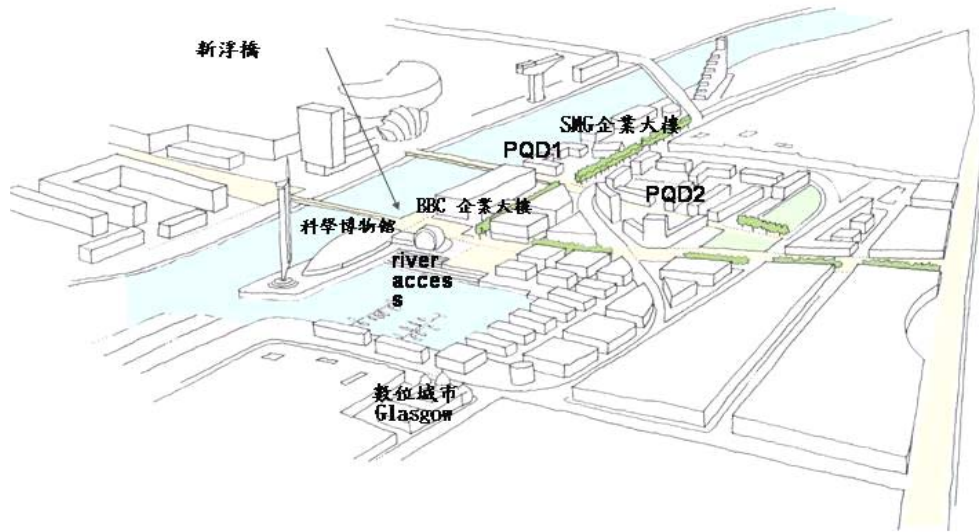 新浮橋
SMG企業大樓
PQD1
PQD2
BBC 企業大樓
科學博物館
river
acces
s
數位城市
Glasgow